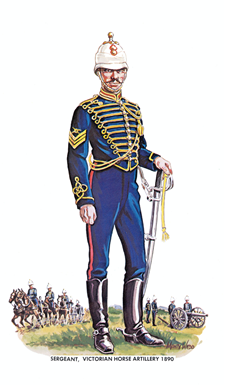 SERGEANT, VICTORIAN HORSE ARTILLERY 1890